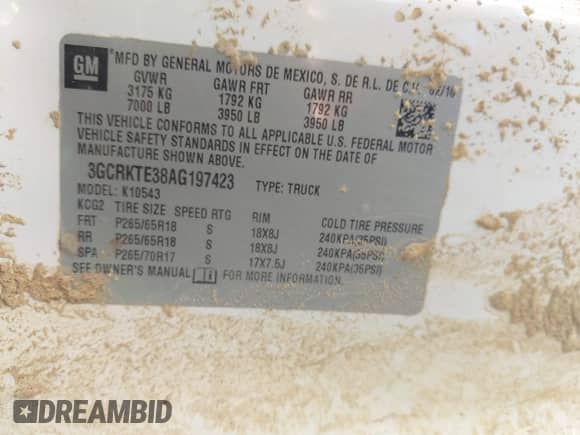 GM
MFD BY GENERAL MOTORS DE MEXICO, S. DE R.L. DE C.V.
GVWR GAWR FRT GAWR RR
3175 KG 1792 KG 1792 KG
7000 LB 3950 LB 3950 LB
THIS VEHICLE CONFORMS TO ALL APPLICABLE U.S. FEDERAL MOTOR
VEHICLE SAFETY STANDARDS IN EFFECT ON THE DATE OF
MANUFACTURE SHOWN ABOVE.
3GCRKTE38AG197423 TYPE: TRUCK
MODEL: K10543
KCG2 TIRE SIZE SPEED RTG RIM COLD TIRE PRESSURE
FRT P265/65R18 S 18X8J 240KPA(35PSI)
RR P265/65R18 S 18X8J 240KPA(35PSI)
SPA P265/70R17 S 17X7.5J 240KPA(35PSI)
SEE OWNER'S MANUAL FOR MORE INFORMATION.
DREAMBID